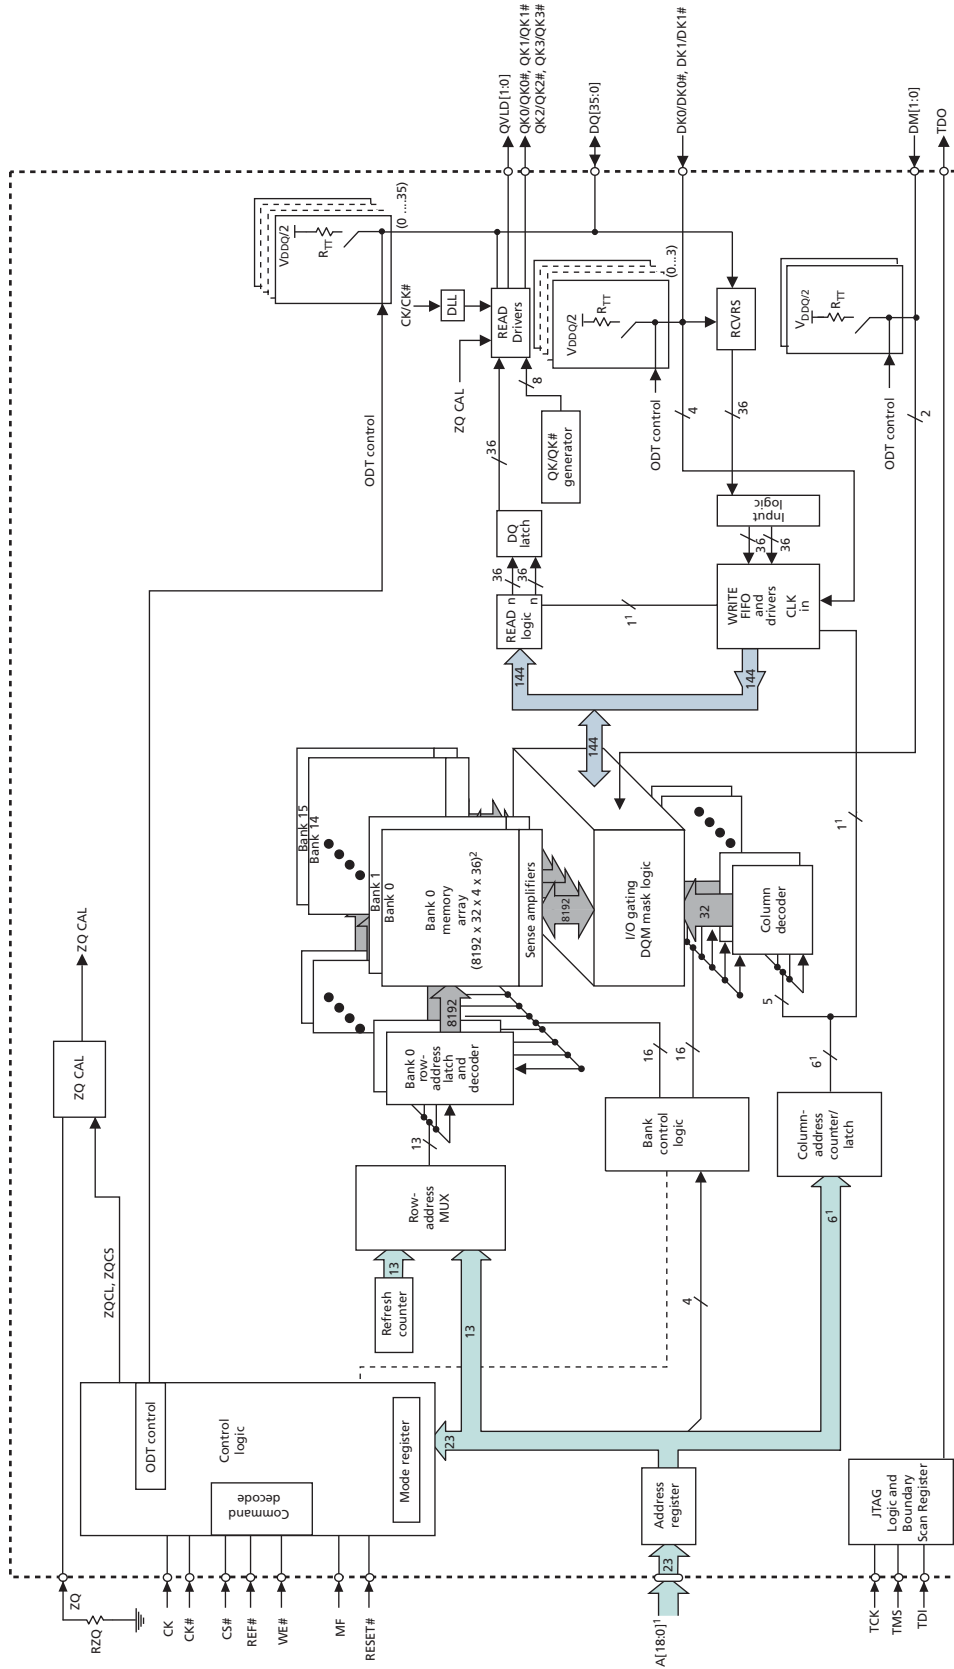 ZQ
RZQ
CK
CK#
CS#
REF#
WE#
MF
RESET#
A[18:0]¹
TCK
TMS
TDI
ODT control
Control
logic
Command
decode
Mode register
23
23
Address
register
JTAG
Logic and
Boundary
Scan Register
ZQCL, ZQCS
ZQ CAL
ZQ CAL
Refresh
counter
13
13
Row-
address
MUX
13
4
6¹
Bank
control
logic
16
16
Column-
address
counter/
latch
6¹
5
Bank 0
row-
address
latch
and
decoder
8192
Bank 15
Bank 14
Bank 1
Bank 0
Bank 0
memory
array
(8192 x 32 x 4 x 36)²
Sense amplifiers
8192
I/O gating
DQM mask logic
32
Column
decoder
144
144
144
1¹
1¹
READ
logic
n
n
36
36
DQ
latch
36
WRITE
FIFO
and
drivers
CLK
in
36
36
Input
logic
36
QK/QK#
generator
8
ZQ CAL
CK/CK#
DLL
READ
Drivers
ODT control
VDDQ/2
RTT
(0 ....35)
ODT control
VDDQ/2
RTT
(0...3)
4
RCVRS
ODT control
VDDQ/2
RTT
2
QVLD[1:0]
QK0/QK0#, QK1/QK1#
QK2/QK2#, QK3/QK3#
DQ[35:0]
DK0/DK0#, DK1/DK1#
DM[1:0]
TDO